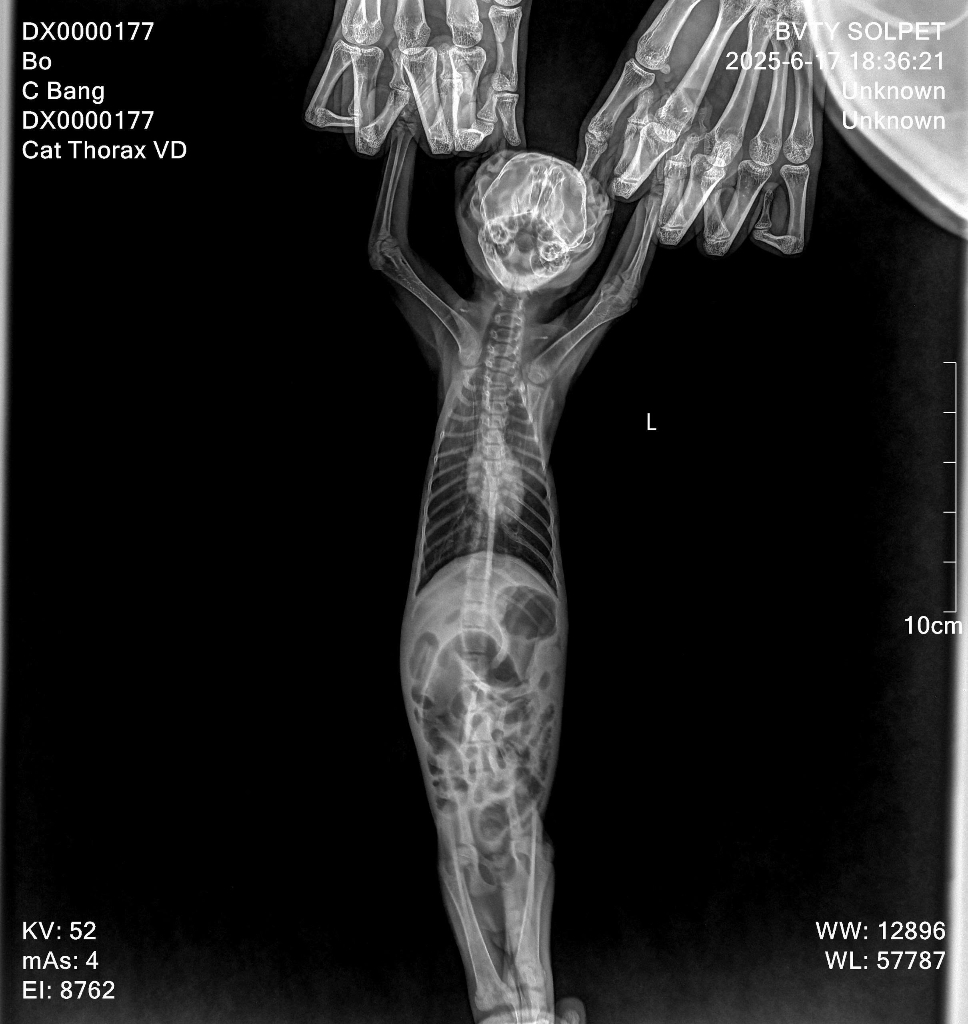 DX0000177
Bo
C Bang
DX0000177
Cat Thorax VD
BVTY SOLPET
2025-6-17 18:36:21
Unknown
Unknown
L
10cm
KV: 52
mAs: 4
EI: 8762
WW: 12896
WL: 57787